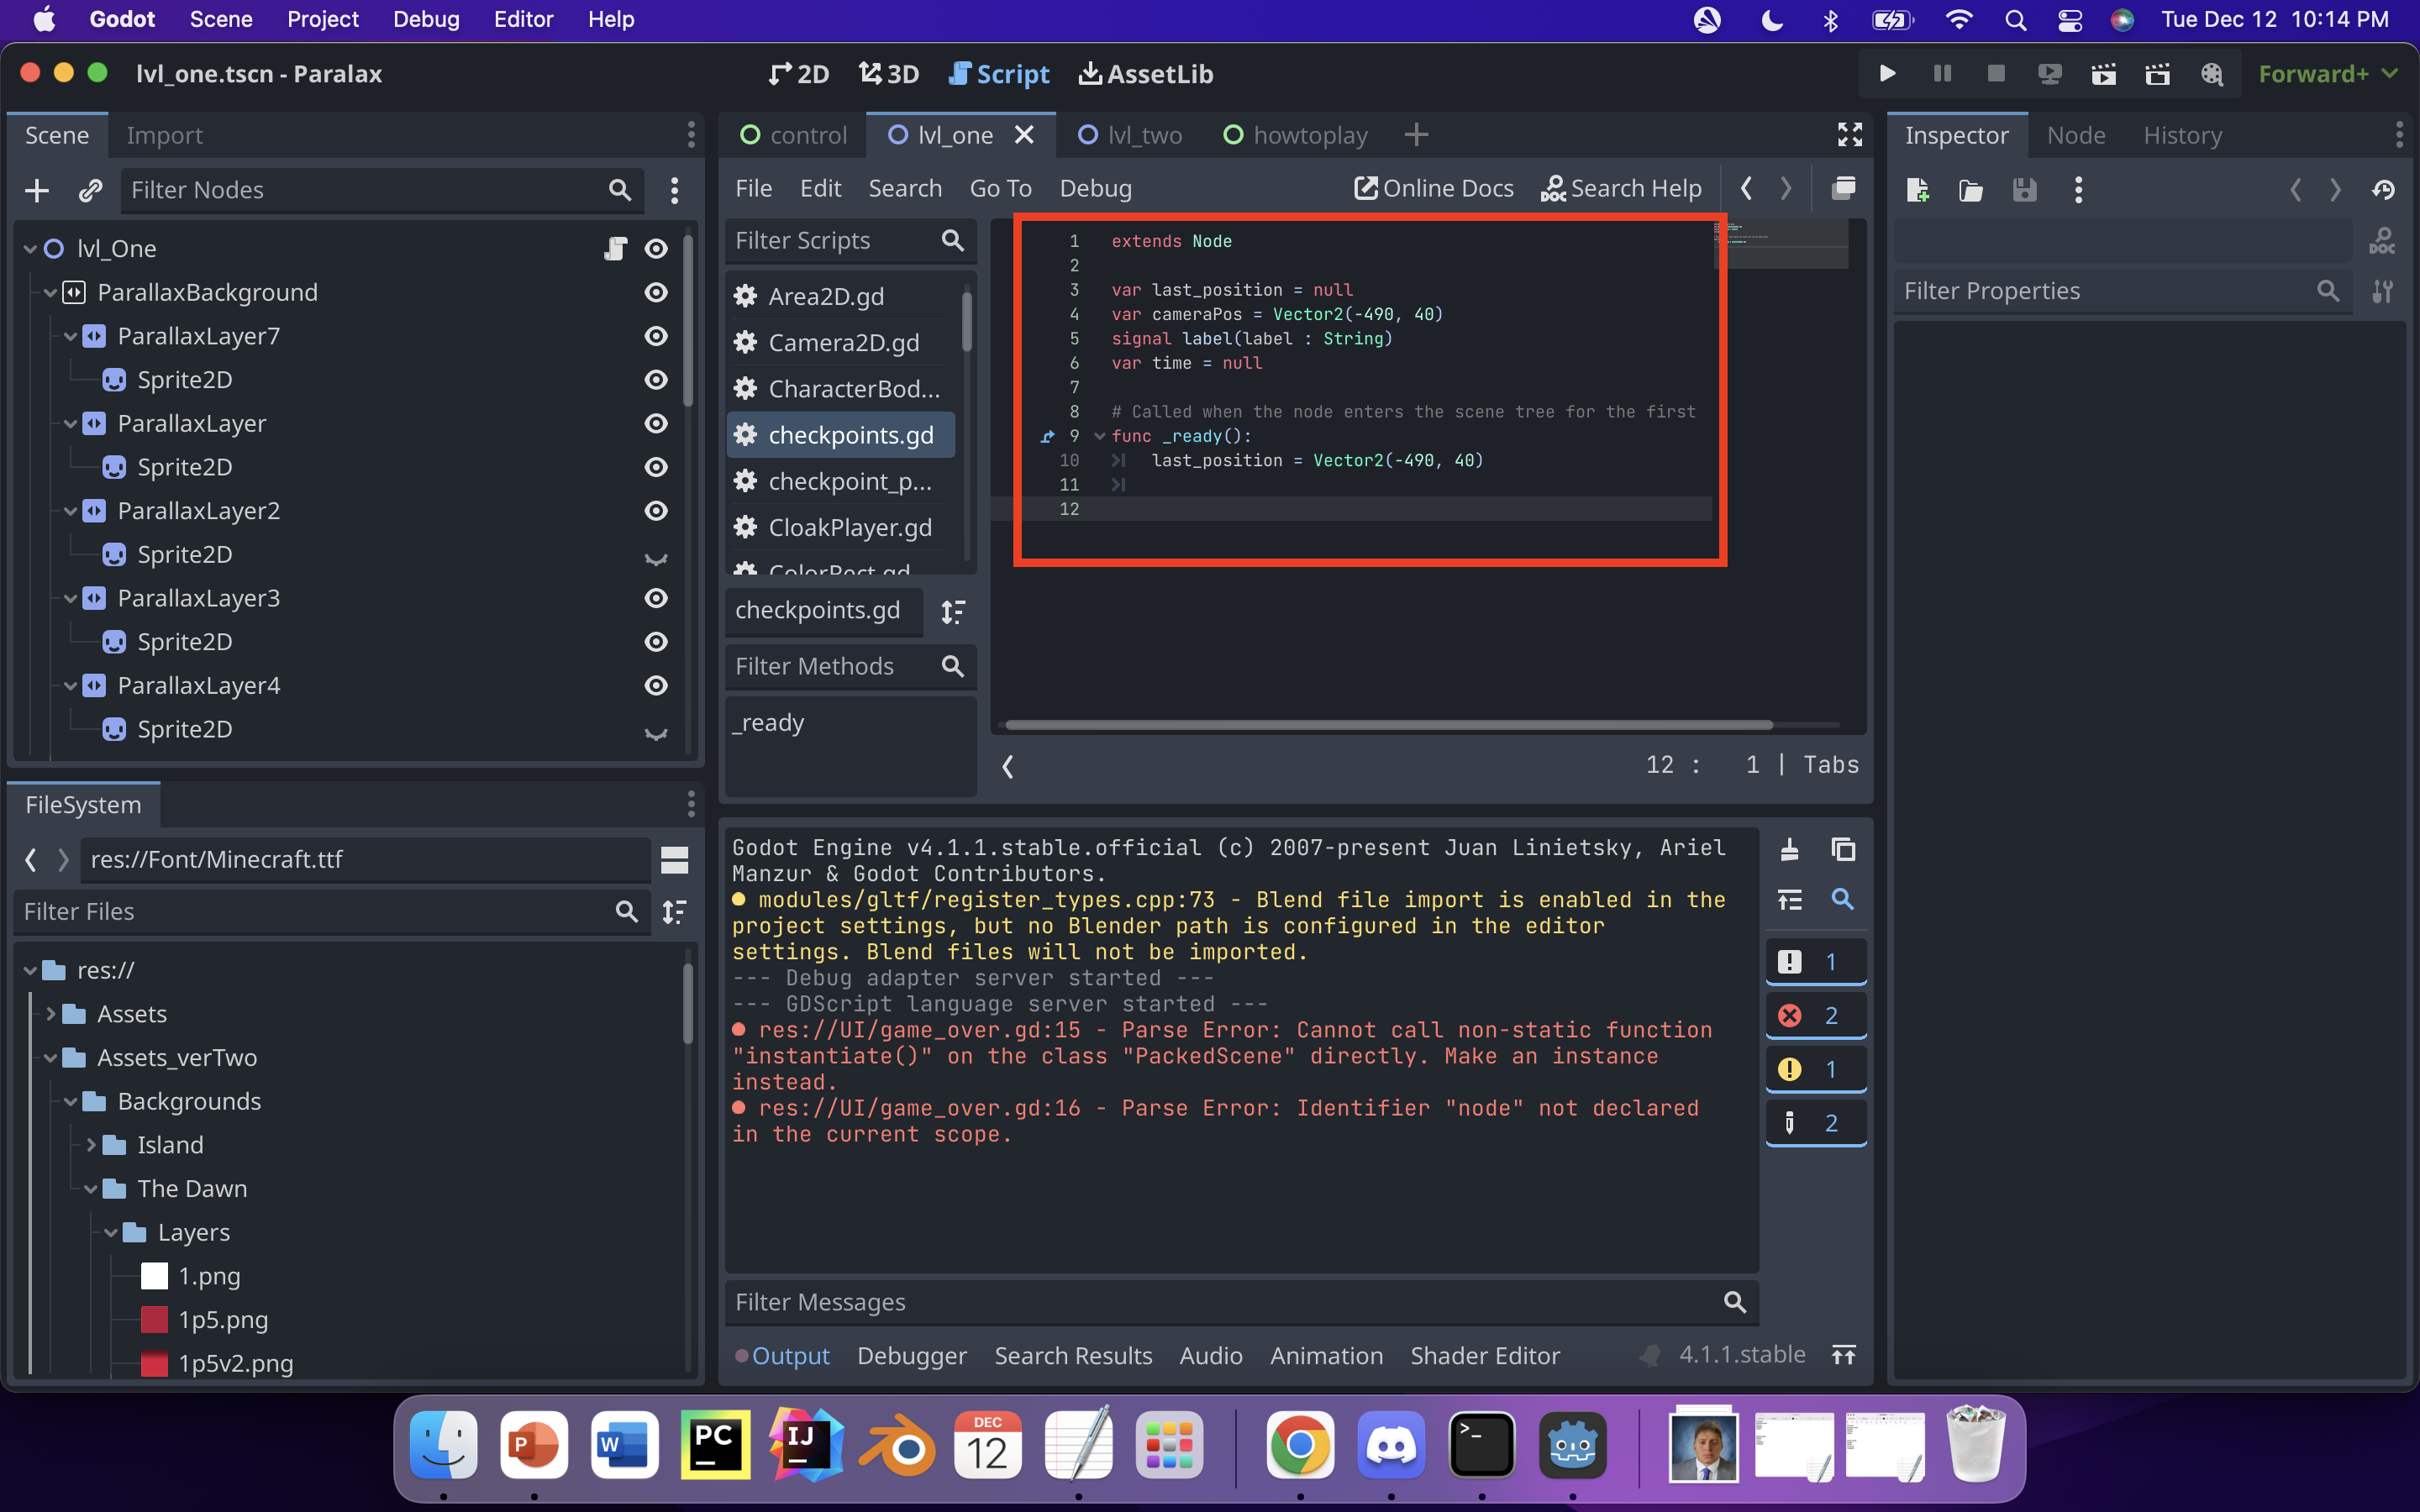 Godot Scene Project Debug Editor Help
Tue Dec 12 10:14 PM
lvl_one.tscn - Paralax
2D 3D Script AssetLib
Forward+
Scene Import
Filter Nodes
lvl_One
ParallaxBackground
ParallaxLayer7
Sprite2D
ParallaxLayer
Sprite2D
ParallaxLayer2
Sprite2D
ParallaxLayer3
Sprite2D
ParallaxLayer4
Sprite2D
FileSystem
res://Font/Minecraft.ttf
Filter Files
res://
Assets
Assets_verTwo
Backgrounds
Island
The Dawn
Layers
1.png
1p5.png
1p5v2.png
control lvl_one lvl_two howtoplay
File Edit Search Go To Debug Online Docs Search Help
Filter Scripts
Area2D.gd
Camera2D.gd
CharacterBod...
checkpoints.gd
checkpoint_p...
CloakPlayer.gd
ColorRect.gd
checkpoints.gd
Filter Methods
_ready
1 extends Node
2
3 var last_position = null
4 var cameraPos = Vector2(-490, 40)
5 signal label(label : String)
6 var time = null
7
8 # Called when the node enters the scene tree for the first
9 func _ready():
10 last_position = Vector2(-490, 40)
11
12
12 : 1 | Tabs
Godot Engine v4.1.1.stable.official (c) 2007-present Juan Linietsky, Ariel
Manzur & Godot Contributors.
modules/gltf/register_types.cpp:73 - Blend file import is enabled in the
project settings, but no Blender path is configured in the editor
settings. Blend files will not be imported.
--- Debug adapter server started ---
--- GDScript language server started ---
res://UI/game_over.gd:15 - Parse Error: Cannot call non-static function
"instantiate()" on the class "PackedScene" directly. Make an instance
instead.
res://UI/game_over.gd:16 - Parse Error: Identifier "node" not declared
in the current scope.
1
2
1
2
Filter Messages
Output Debugger Search Results Audio Animation Shader Editor 4.1.1.stable
Inspector Node History
DOC
Filter Properties
P
W
PC
IJ
DEC
12
>_